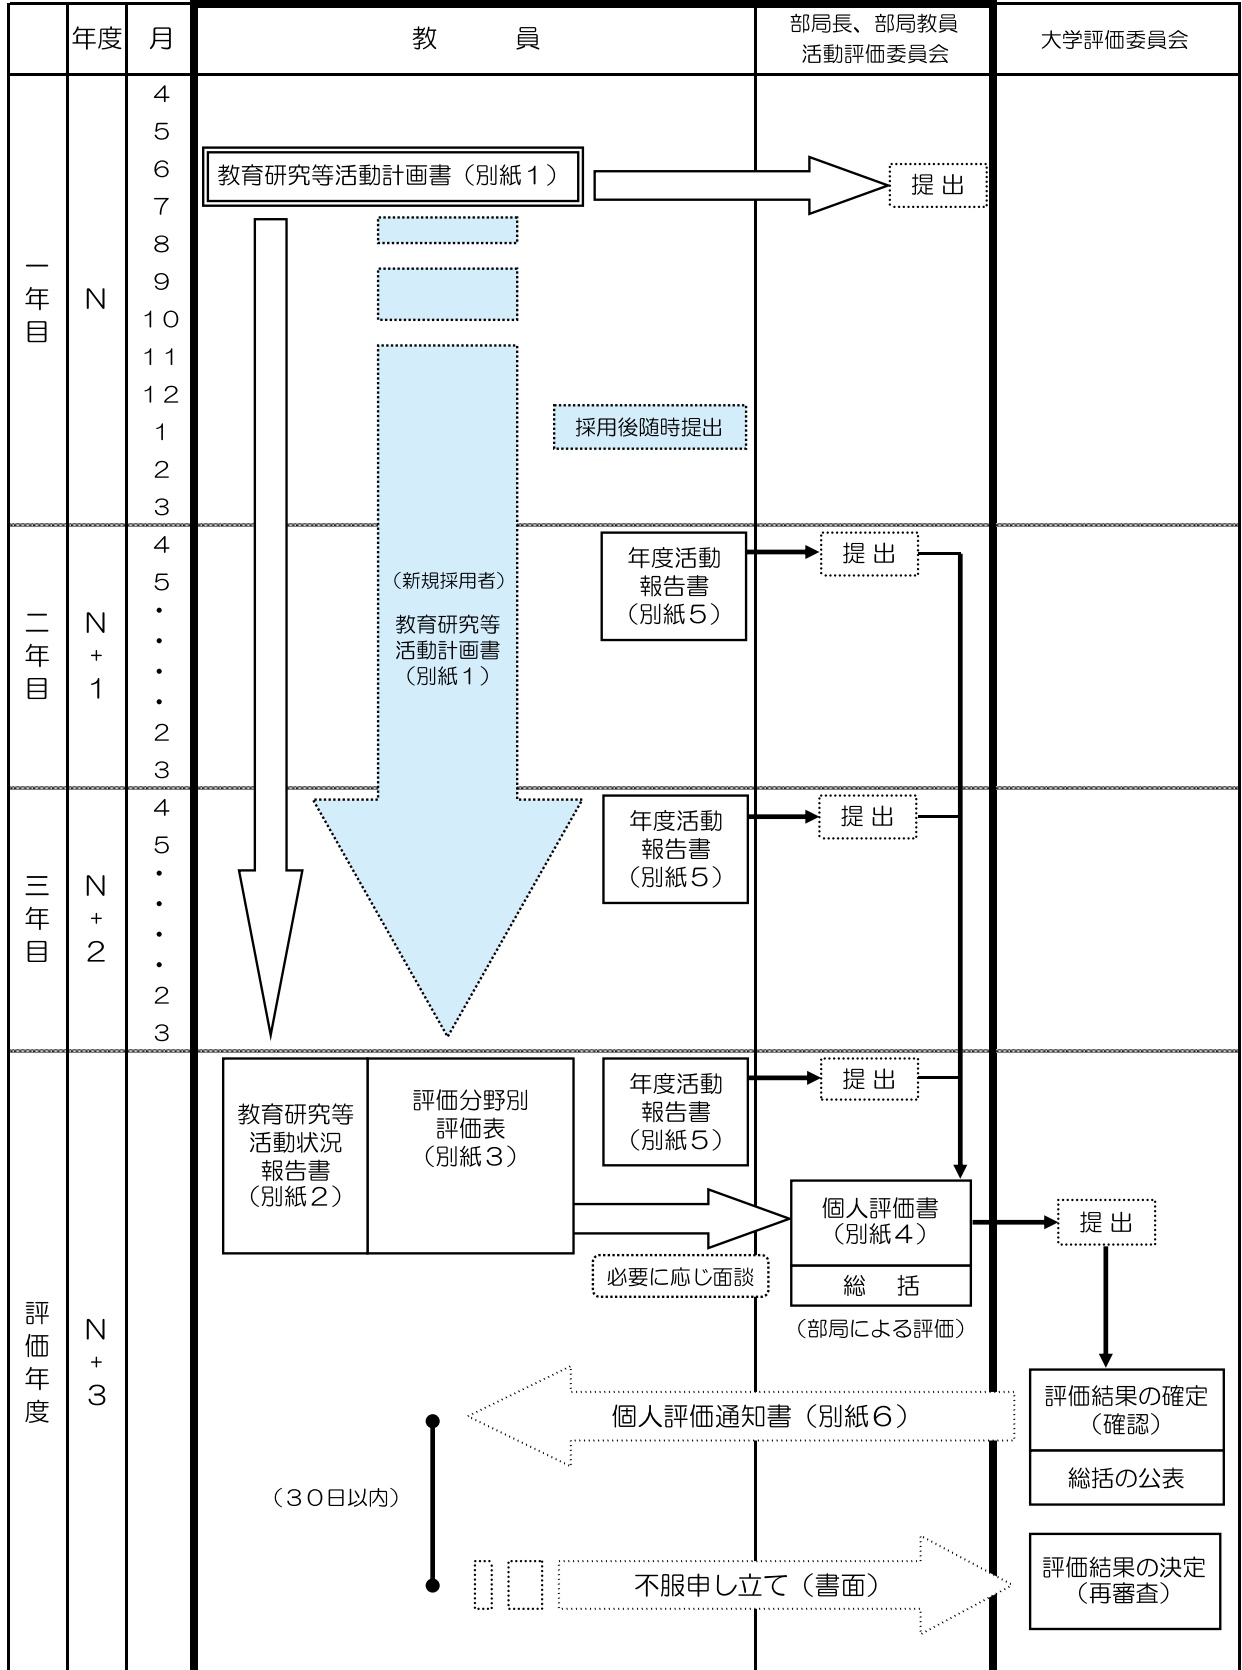 年度
月
教　　　員
部局長、部局教員
活動評価委員会
大学評価委員会
一年目
N
4
5
6
7
8
9
10
11
12
1
2
3
教育研究等活動計画書（別紙１）
提 出
採用後随時提出
二年目
N+1
4
5
・
・
・
・
2
3
（新規採用者）
教育研究等
活動計画書
（別紙１）
年度活動
報告書
（別紙５）
提 出
三年目
N+2
4
5
・
・
・
・
2
3
年度活動
報告書
（別紙５）
提 出
評価年度
N+3
教育研究等
活動状況
報告書
（別紙２）
評価分野別
評価表
（別紙３）
年度活動
報告書
（別紙５）
提 出
必要に応じ面談
個人評価書
（別紙４）
総　括
（部局による評価）
提 出
評価結果の確定
（確認）
総括の公表
個人評価通知書（別紙６）
（３０日以内）
不服申し立て（書面）
評価結果の決定
（再審査）